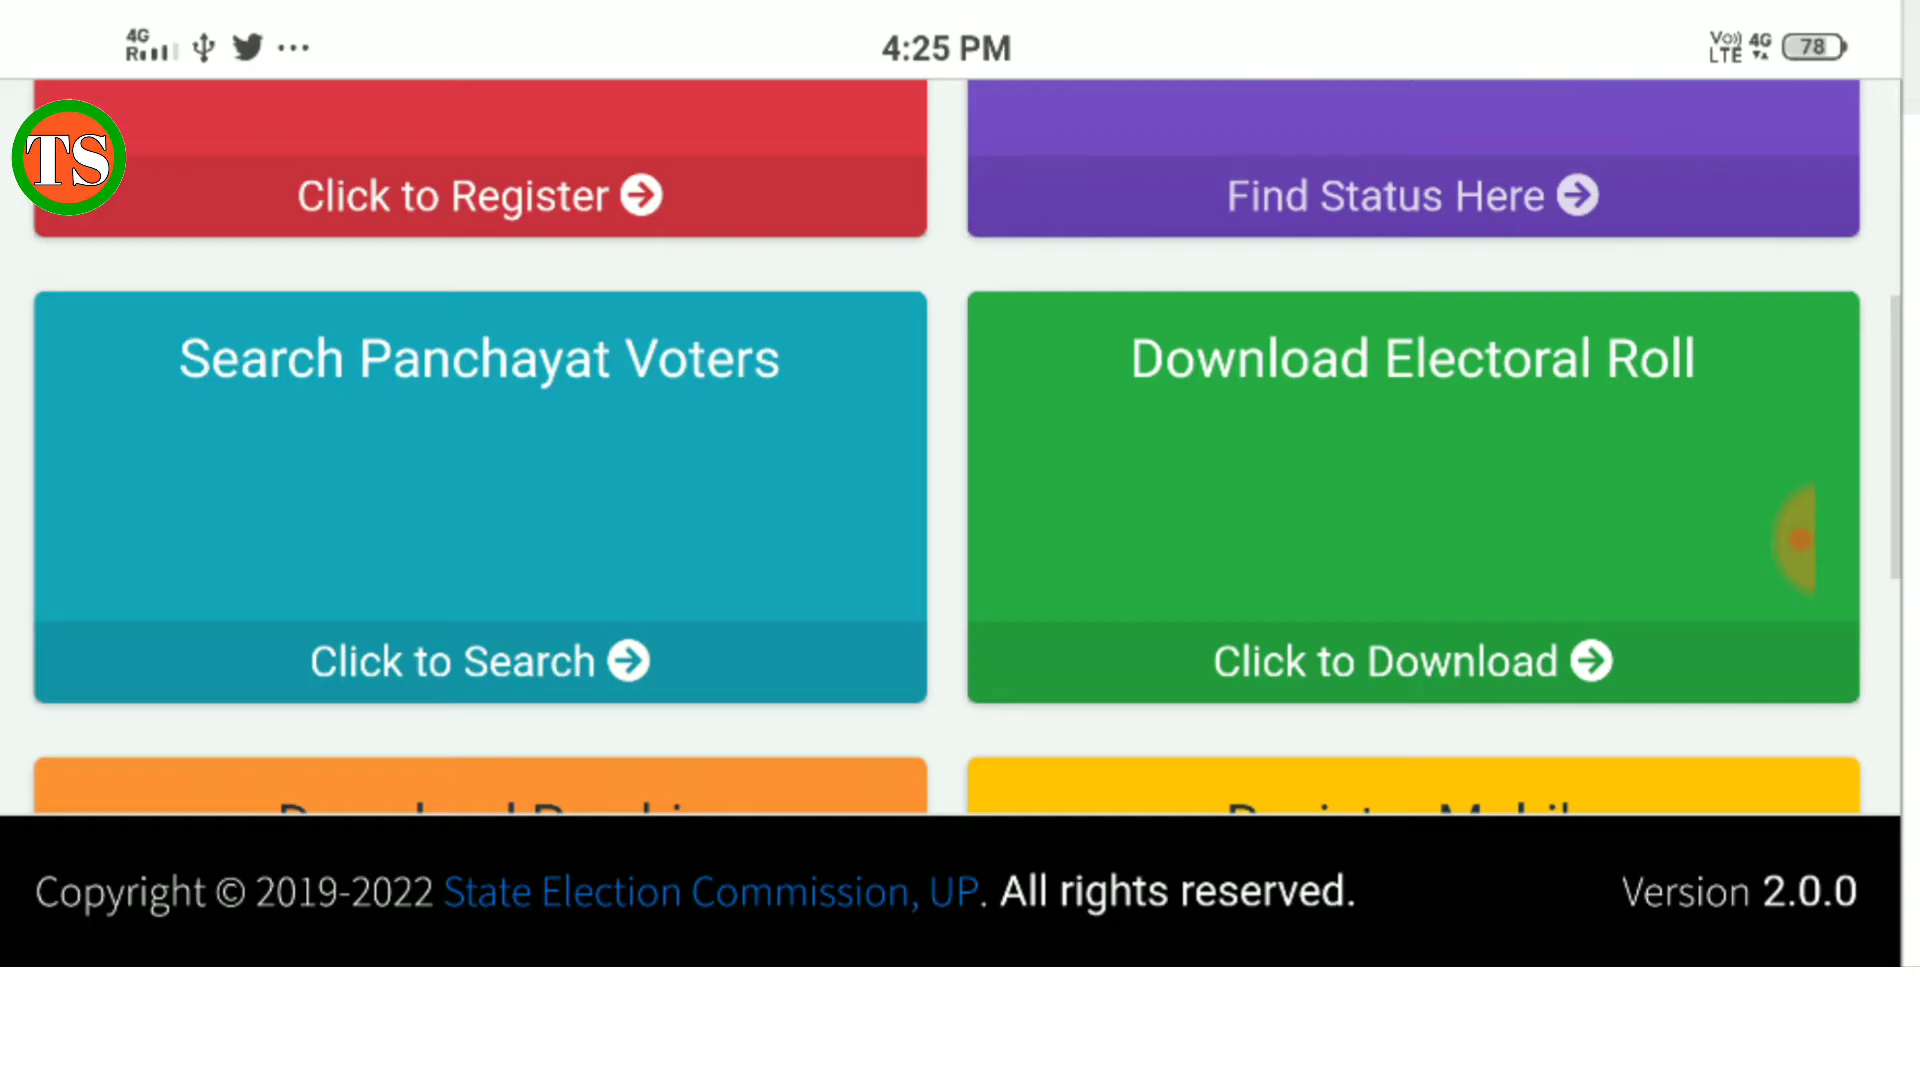 4G
R
4:25 PM
Vo))
LTE
4G
78
TS
Click to Register
Find Status Here
Search Panchayat Voters
Download Electoral Roll
Click to Search
Click to Download
Copyright © 2019-2022 State Election Commission, UP. All rights reserved.
Version 2.0.0